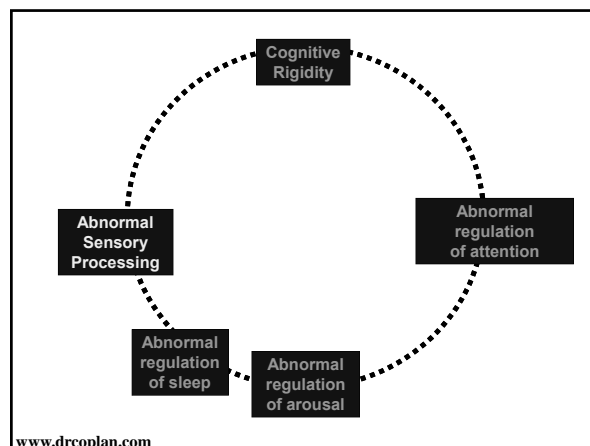 Cognitive
Rigidity
Abnormal
regulation
of attention
Abnormal
Sensory
Processing
Abnormal
regulation
of sleep
Abnormal
regulation
of arousal
www.drcoplan.com